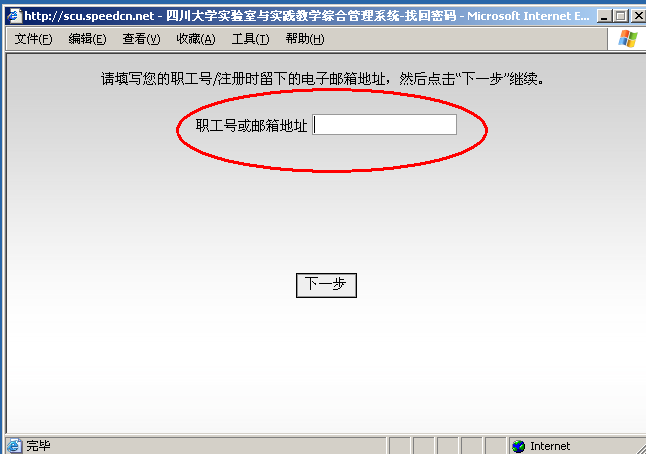 http://scu.speedcn.net - 四川大学实验室与实践教学综合管理系统-找回密码 - Microsoft Internet E...
文件(F) 编辑(E) 查看(V) 收藏(A) 工具(T) 帮助(H)
请填写您的职工号/注册时留下的电子邮箱地址，然后点击“下一步”继续。
职工号或邮箱地址
下一步
完毕 Internet